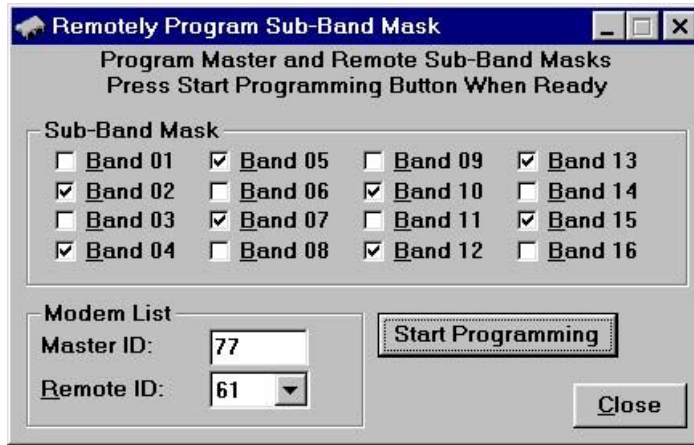 Remotely Program Sub-Band Mask
Program Master and Remote Sub-Band Masks
Press Start Programming Button When Ready
Sub-Band Mask
Band 01 Band 05 Band 09 Band 13
Band 02 Band 06 Band 10 Band 14
Band 03 Band 07 Band 11 Band 15
Band 04 Band 08 Band 12 Band 16
Modem List
Master ID: 77
Start Programming
Remote ID: 61
Close